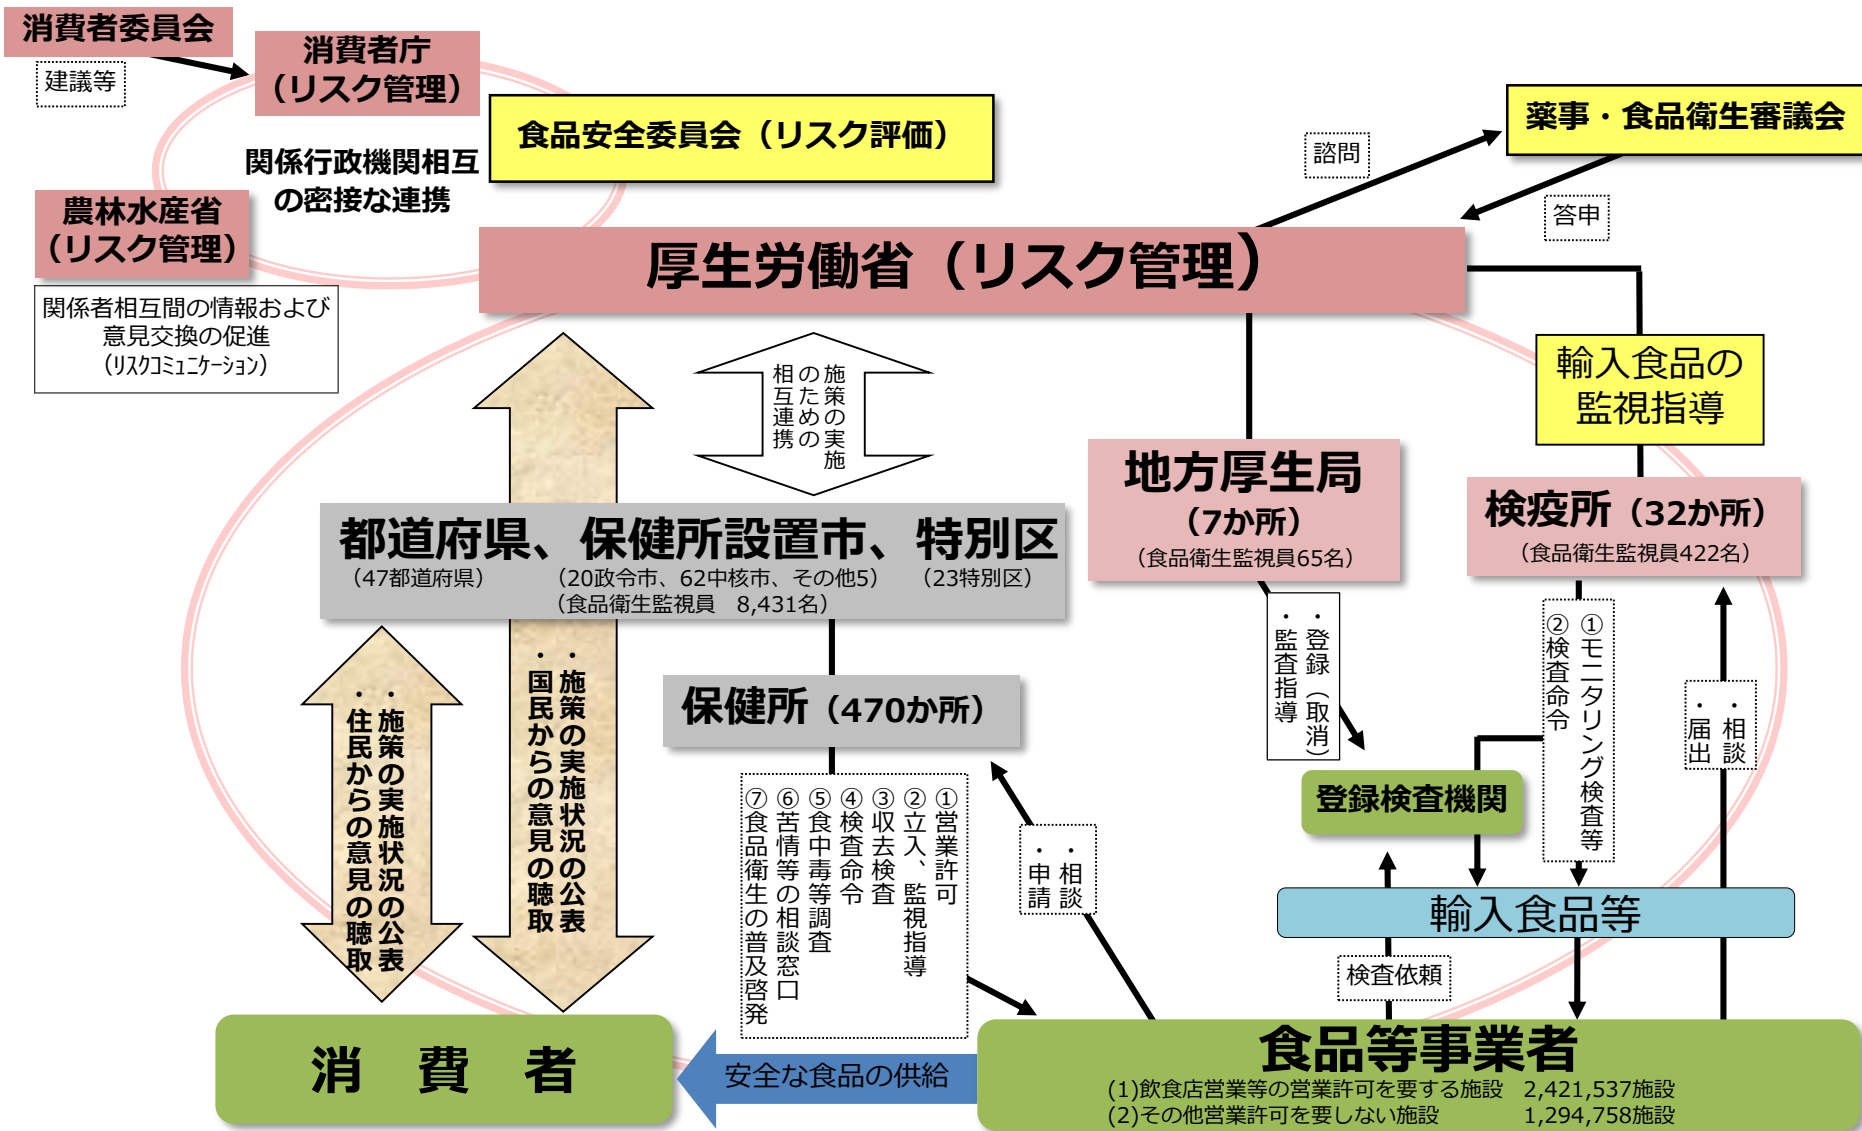 消費者委員会
建議等
消費者庁
（リスク管理）
食品安全委員会（リスク評価）
薬事・食品衛生審議会
諮問
答申
関係行政機関相互
の密接な連携
農林水産省
（リスク管理）
関係者相互間の情報および
意見交換の促進
（ﾘｽｸｺﾐｭﾆｹｰｼｮﾝ）
厚生労働省（リスク管理）
施策の実施
のための
相互連携
輸入食品の
監視指導
地方厚生局
（7か所）
（食品衛生監視員65名）
検疫所（32か所）
（食品衛生監視員422名）
都道府県、保健所設置市、特別区
（47都道府県）　（20政令市、62中核市、その他5）　（23特別区）
（食品衛生監視員　8,431名）
・施策の実施状況の公表
・住民からの意見の聴取
・施策の実施状況の公表
・国民からの意見の聴取
保健所（470か所）
①営業許可
②立入、監視指導
③収去検査
④検査命令
⑤食中毒等調査
⑥苦情等の相談窓口
⑦食品衛生の普及啓発
・相談
・申請
・登録（取消）
・監査指導
①モニタリング検査等
②検査命令
・相談
・届出
登録検査機関
輸入食品等
検査依頼
消　費　者
安全な食品の供給
食品等事業者
(1)飲食店営業等の営業許可を要する施設　2,421,537施設
(2)その他営業許可を要しない施設　1,294,758施設